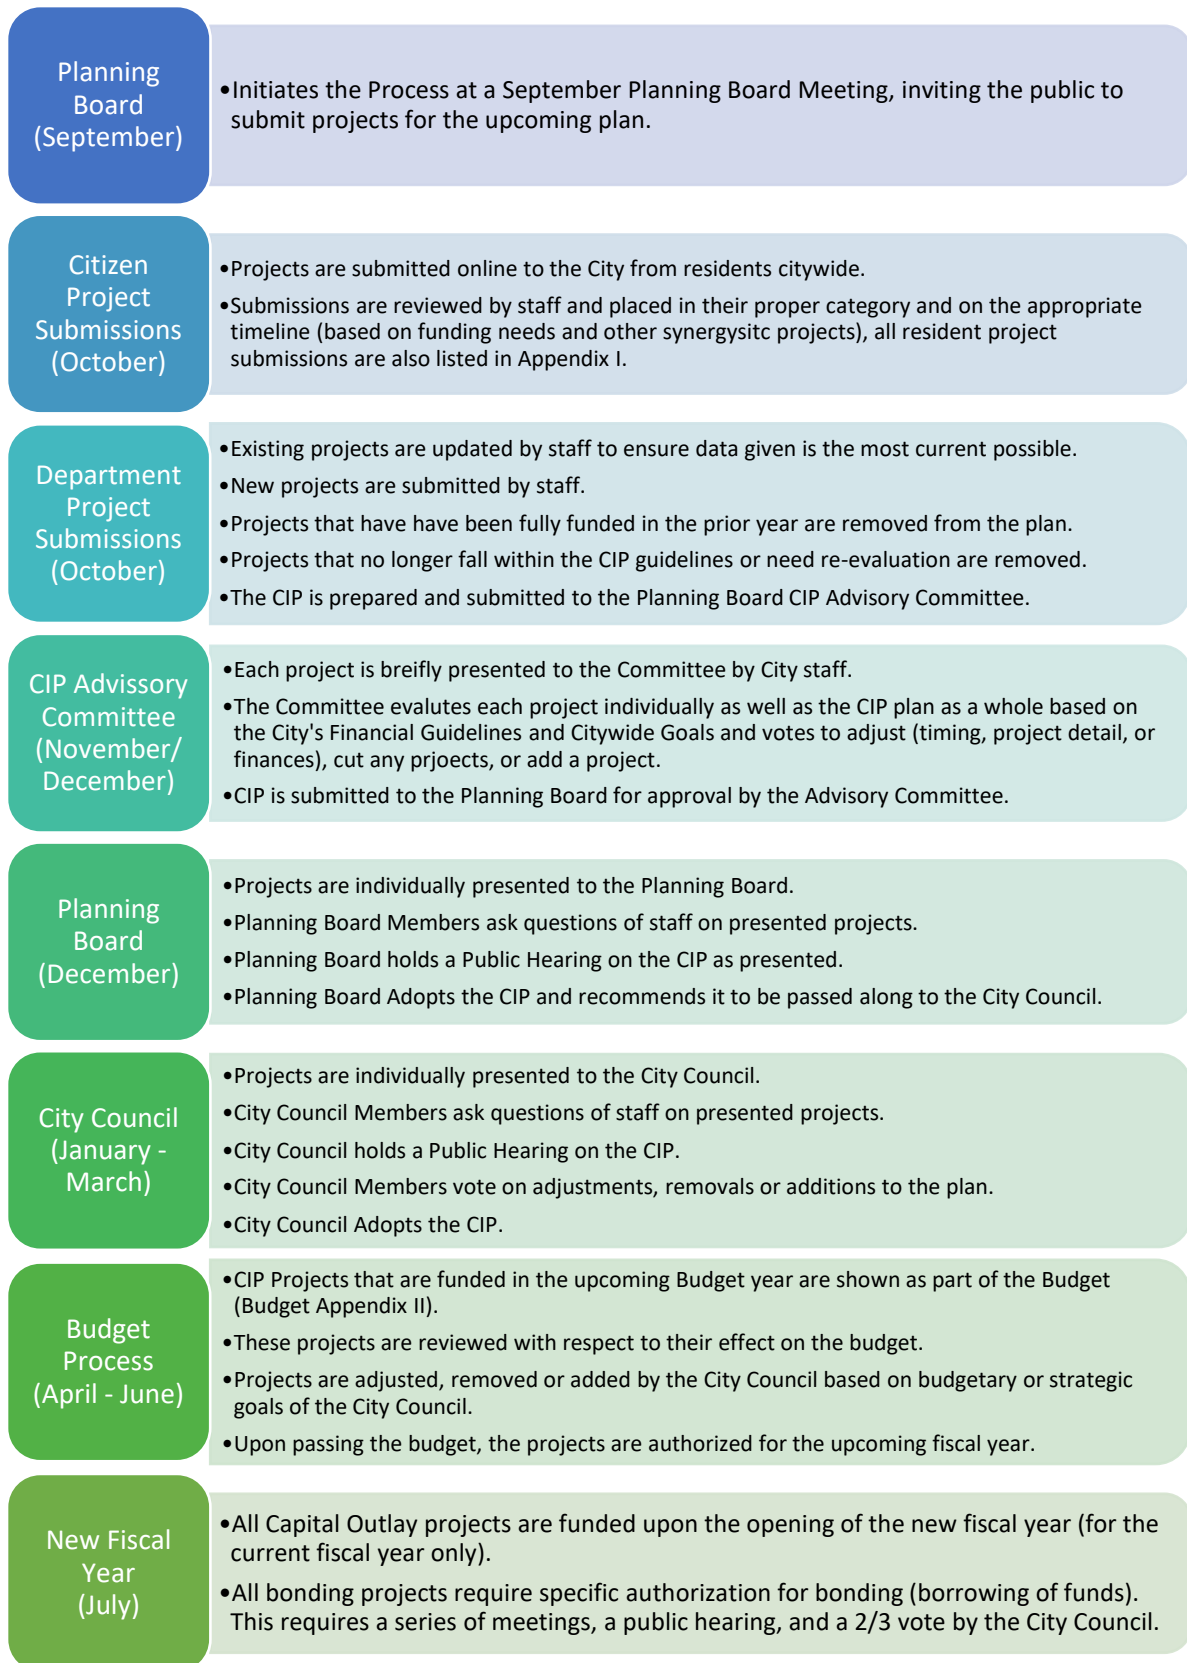 Planning
Board
(September)
•Initiates the Process at a September Planning Board Meeting, inviting the public to
submit projects for the upcoming plan.
Citizen
Project
Submissions
(October)
•Projects are submitted online to the City from residents citywide.
•Submissions are reviewed by staff and placed in their proper category and on the appropriate
timeline (based on funding needs and other synergysitc projects), all resident project
submissions are also listed in Appendix I.
Department
Project
Submissions
(October)
•Existing projects are updated by staff to ensure data given is the most current possible.
•New projects are submitted by staff.
•Projects that have have been fully funded in the prior year are removed from the plan.
•Projects that no longer fall within the CIP guidelines or need re-evaluation are removed.
•The CIP is prepared and submitted to the Planning Board CIP Advisory Committee.
CIP Advissory
Committee
(November/
December)
•Each project is breifly presented to the Committee by City staff.
•The Committee evalutes each project individually as well as the CIP plan as a whole based on
the City's Financial Guidelines and Citywide Goals and votes to adjust (timing, project detail, or
finances), cut any prjoects, or add a project.
•CIP is submitted to the Planning Board for approval by the Advisory Committee.
Planning
Board
(December)
•Projects are individually presented to the Planning Board.
•Planning Board Members ask questions of staff on presented projects.
•Planning Board holds a Public Hearing on the CIP as presented.
•Planning Board Adopts the CIP and recommends it to be passed along to the City Council.
City Council
(January -
March)
•Projects are individually presented to the City Council.
•City Council Members ask questions of staff on presented projects.
•City Council holds a Public Hearing on the CIP.
•City Council Members vote on adjustments, removals or additions to the plan.
•City Council Adopts the CIP.
Budget
Process
(April - June)
•CIP Projects that are funded in the upcoming Budget year are shown as part of the Budget
(Budget Appendix II).
•These projects are reviewed with respect to their effect on the budget.
•Projects are adjusted, removed or added by the City Council based on budgetary or strategic
goals of the City Council.
•Upon passing the budget, the projects are authorized for the upcoming fiscal year.
New Fiscal
Year
(July)
•All Capital Outlay projects are funded upon the opening of the new fiscal year (for the
current fiscal year only).
•All bonding projects require specific authorization for bonding (borrowing of funds).
This requires a series of meetings, a public hearing, and a 2/3 vote by the City Council.